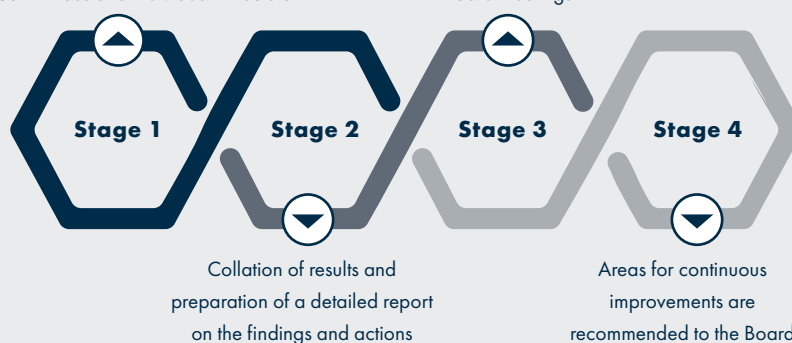 Stage 1
Stage 2
Stage 3
Stage 4
Collation of results and
preparation of a detailed report
on the findings and actions
Areas for continuous
improvements are
recommended to the Board